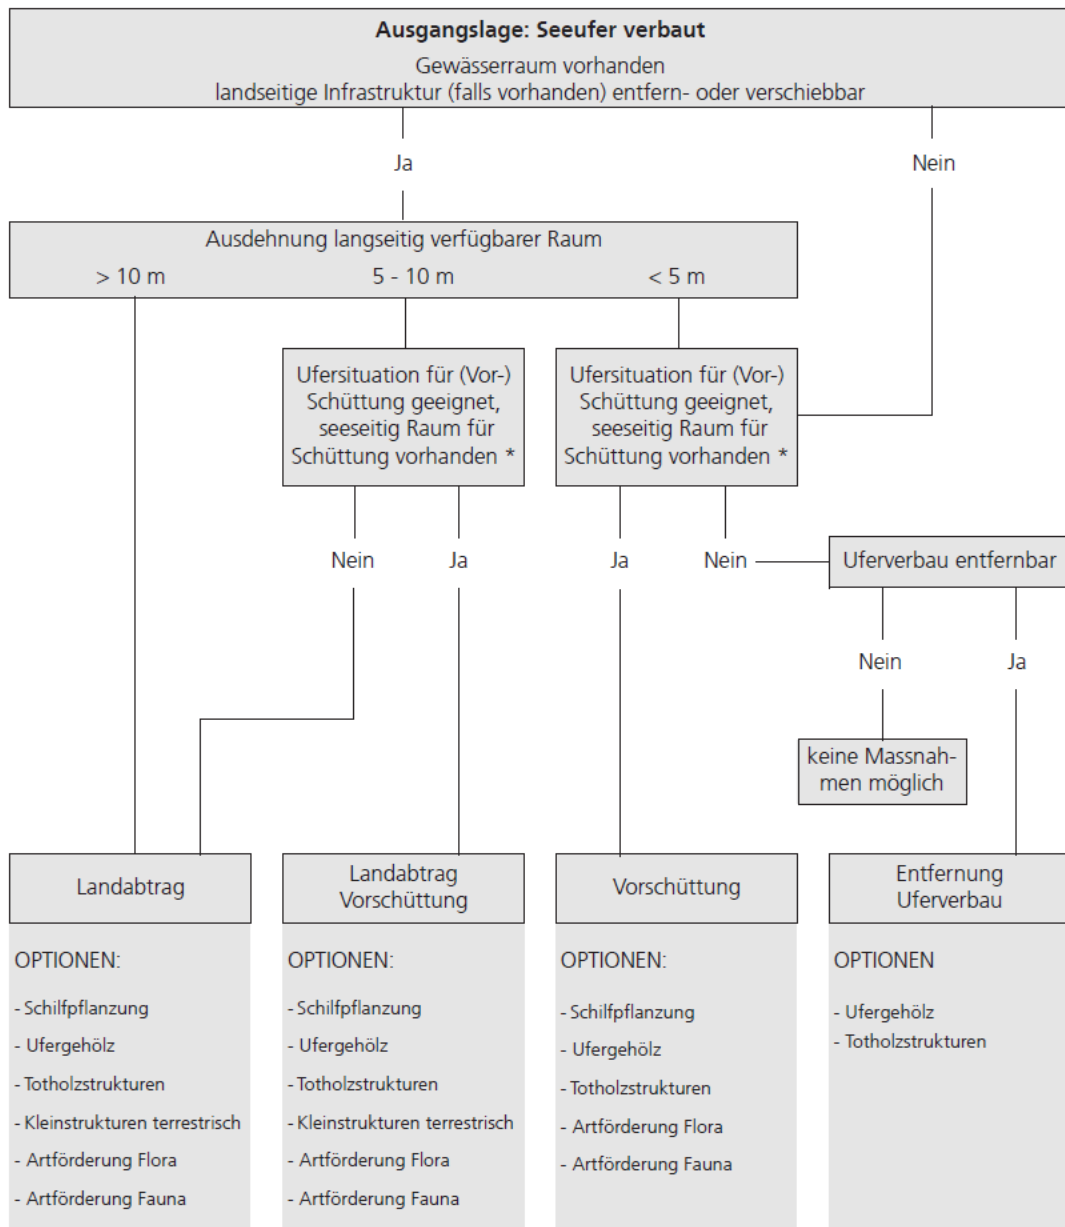 Ausgangslage: Seeufer verbaut
Gewässerraum vorhanden
landseitige Infrastruktur (falls vorhanden) entfern- oder verschiebbar
Ja
Nein
Ausdehnung langseitig verfügbarer Raum
> 10 m
5 - 10 m
< 5 m
Ufersituation für (Vor-)
Schüttung geeignet,
seeseitig Raum für
Schüttung vorhanden *
Ufersituation für (Vor-)
Schüttung geeignet,
seeseitig Raum für
Schüttung vorhanden *
Nein
Ja
Ja
Nein
Uferverbau entfernbar
Nein
Ja
keine Massnah-
men möglich
Landabtrag
Landabtrag
Vorschüttung
Vorschüttung
Entfernung
Uferverbau
OPTIONEN:
- Schilfpflanzung
- Ufergehölz
- Totholzstrukturen
- Kleinstrukturen terrestrisch
- Artförderung Flora
- Artförderung Fauna
OPTIONEN:
- Schilfpflanzung
- Ufergehölz
- Totholzstrukturen
- Kleinstrukturen terrestrisch
- Artförderung Flora
- Artförderung Fauna
OPTIONEN:
- Schilfpflanzung
- Ufergehölz
- Totholzstrukturen
- Artförderung Flora
- Artförderung Fauna
OPTIONEN
- Ufergehölz
- Totholzstrukturen